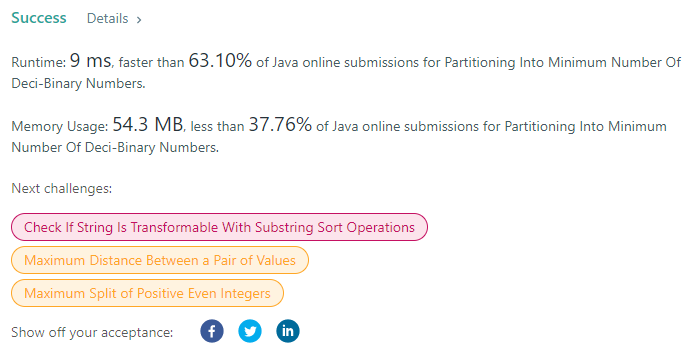 Success Details >
Runtime: 9 ms, faster than 63.10% of Java online submissions for Partitioning Into Minimum Number Of
Deci-Binary Numbers.
Memory Usage: 54.3 MB, less than 37.76% of Java online submissions for Partitioning Into Minimum
Number Of Deci-Binary Numbers.
Next challenges:
Check If String Is Transformable With Substring Sort Operations
Maximum Distance Between a Pair of Values
Maximum Split of Positive Even Integers
Show off your acceptance: f in